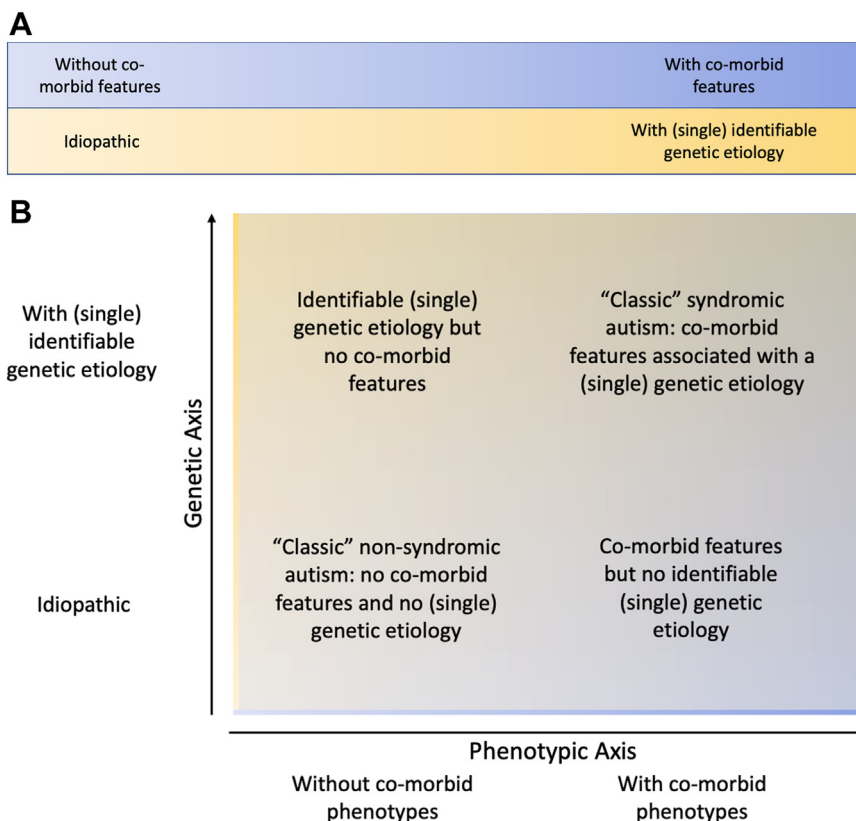 A
Without co-
morbid features
With co-morbid
features
Idiopathic
With (single) identifiable
genetic etiology
B
With (single)
identifiable
genetic etiology
Idiopathic
Genetic Axis
Identifiable (single)
genetic etiology but
no co-morbid
features
“Classic” syndromic
autism: co-morbid
features associated with a
(single) genetic etiology
“Classic” non-syndromic
autism: no co-morbid
features and no (single)
genetic etiology
Co-morbid features
but no identifiable
(single) genetic
etiology
Phenotypic Axis
Without co-morbid
phenotypes
With co-morbid
phenotypes